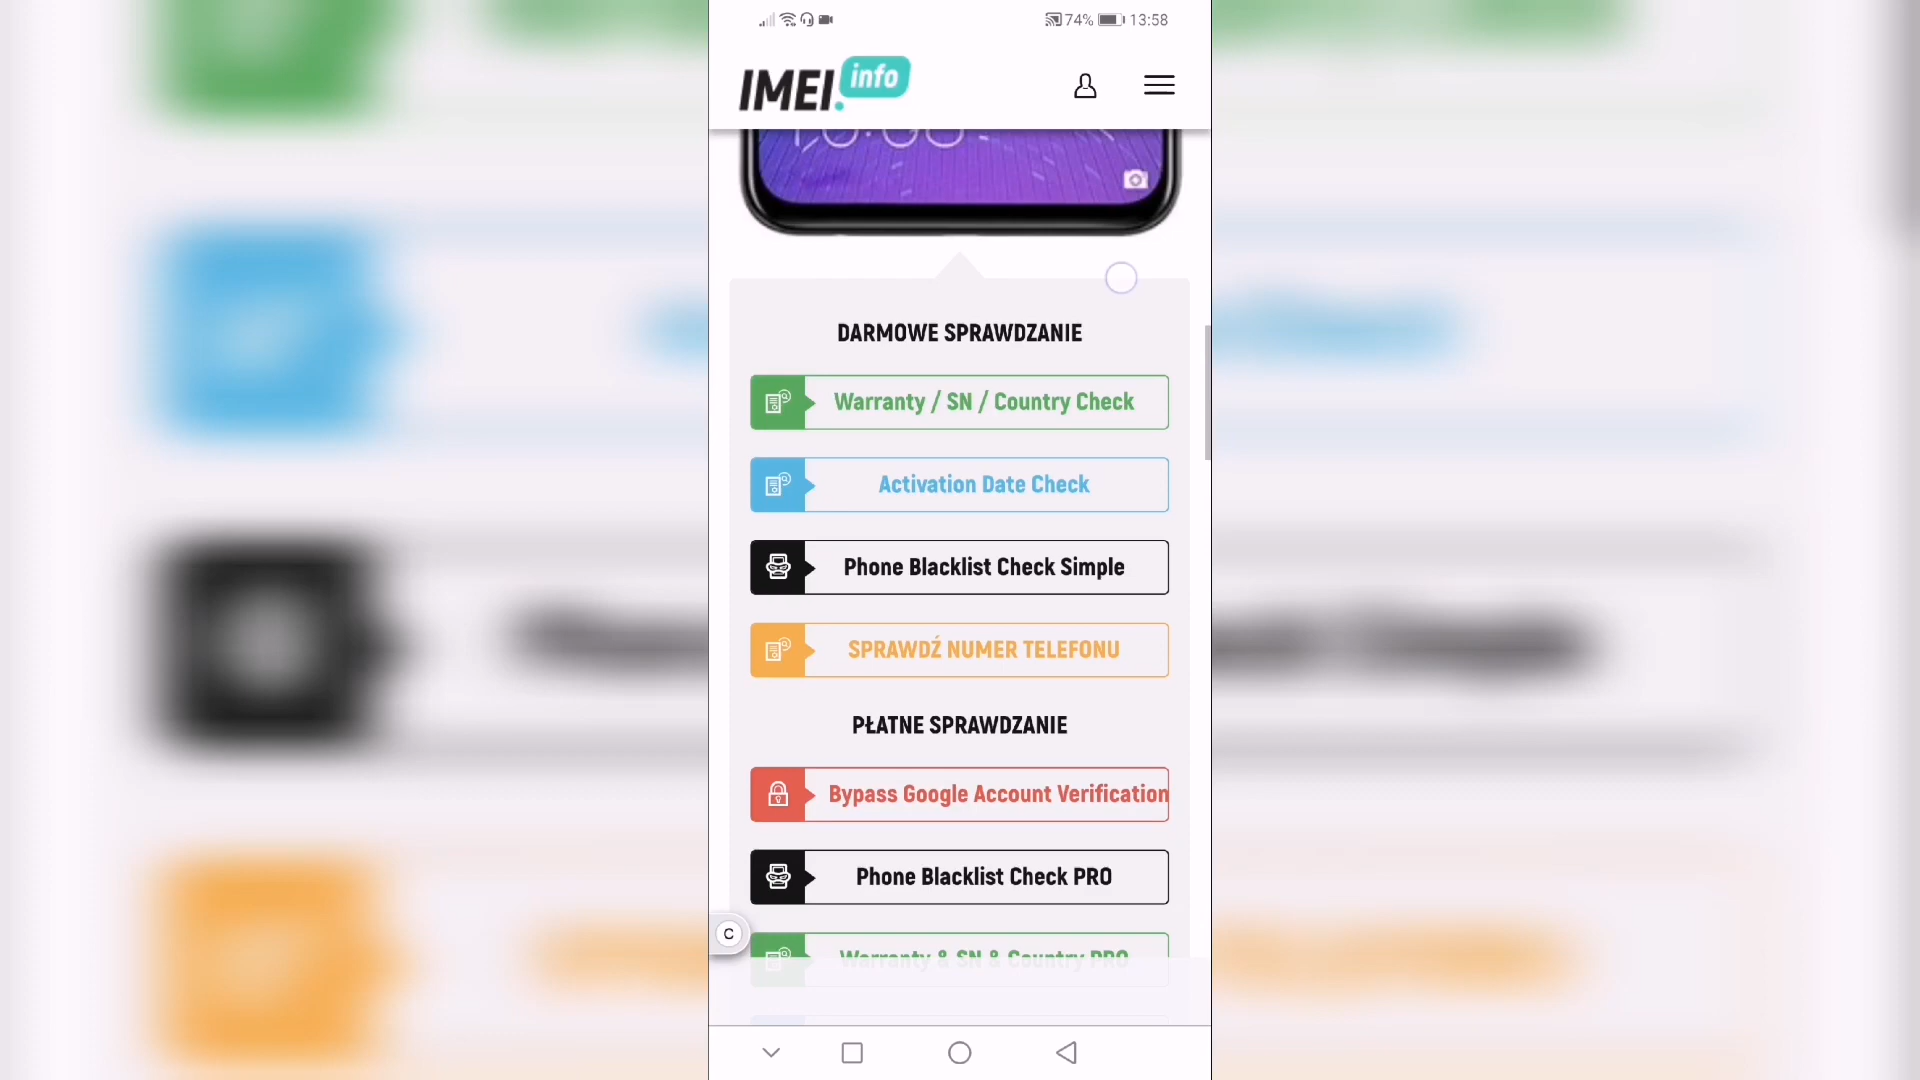 74% 13:58
IMEI.info
DARMOWE SPRAWDZANIE
Warranty / SN / Country Check
Activation Date Check
Phone Blacklist Check Simple
SPRAWDŹ NUMER TELEFONU
PŁATNE SPRAWDZANIE
Bypass Google Account Verification
Phone Blacklist Check PRO
C
Warranty & SN & Country PRO